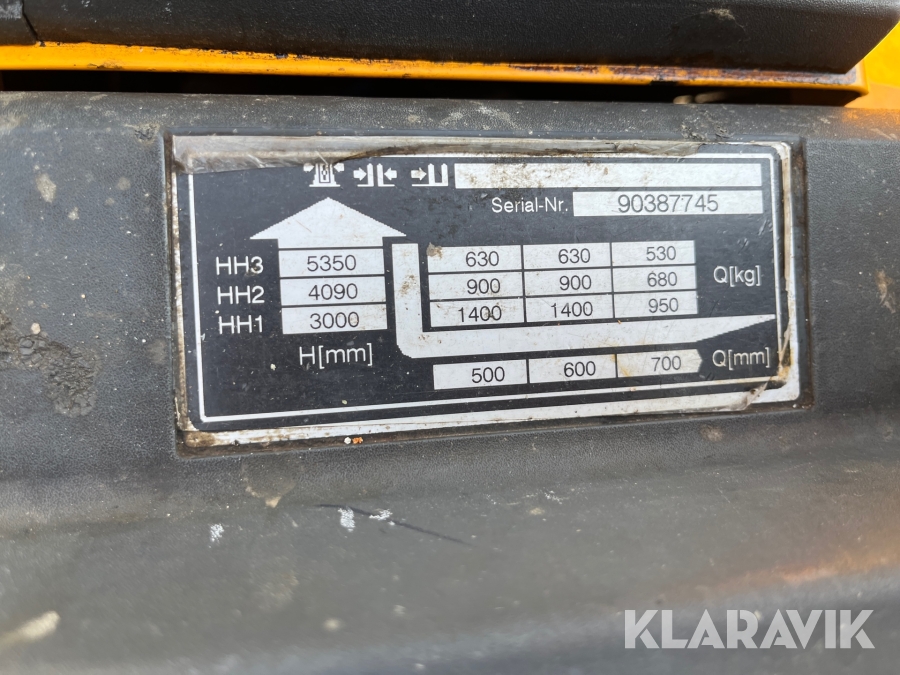 Serial-Nr. 90387745
HH3 5350 630 630 530
HH2 4090 900 900 680 Q[kg]
HH1 3000 1400 1400 950
H[mm] 500 600 700 Q[mm]
KLARAVIK